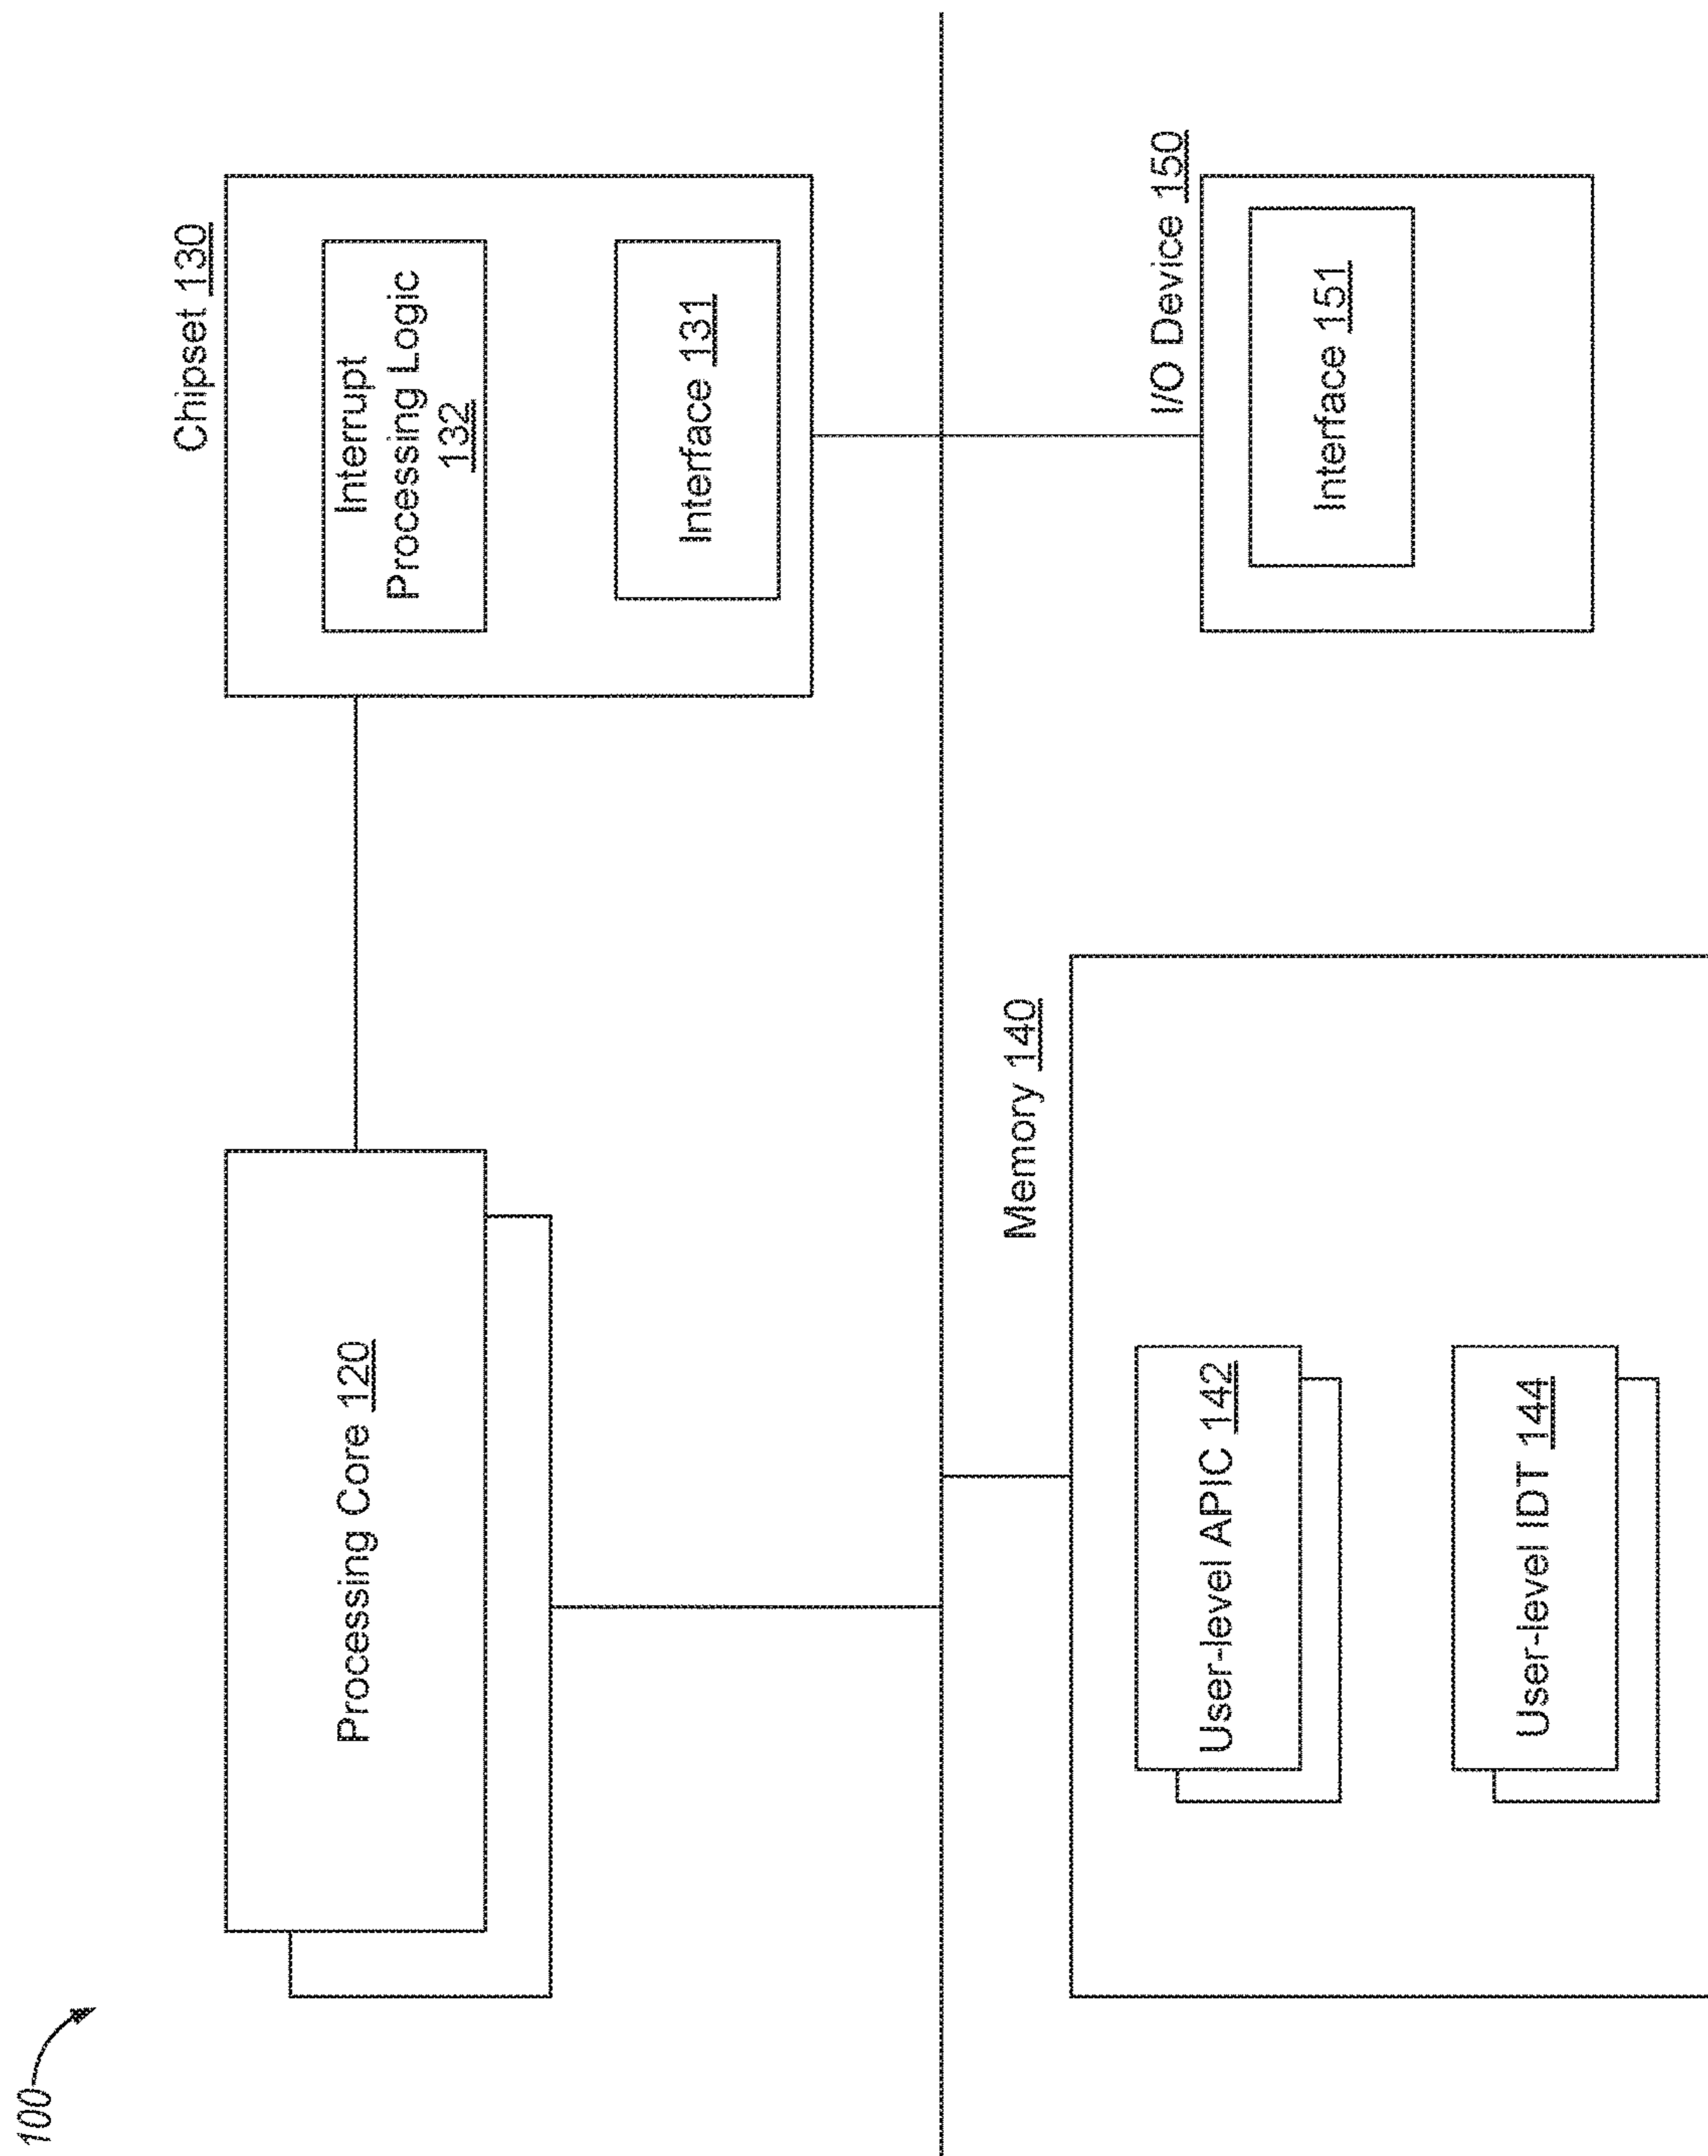 100
Processing Core 120
Chipset 130
Interrupt
Processing Logic
132
Interface 131
Memory 140
User-level APIC 142
User-level IDT 144
I/O Device 150
Interface 151